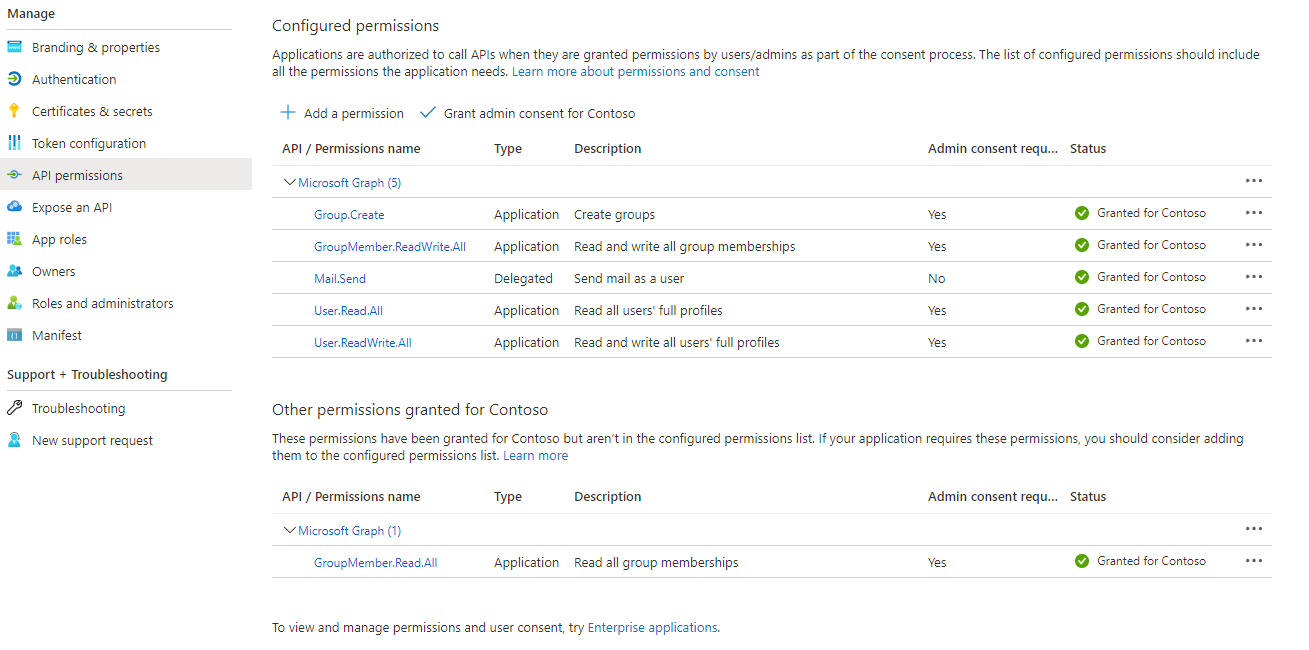 Manage
Branding & properties
Authentication
Certificates & secrets
Token configuration
API permissions
Expose an API
App roles
Owners
Roles and administrators
Manifest
Support + Troubleshooting
Troubleshooting
New support request
Configured permissions
Applications are authorized to call APIs when they are granted permissions by users/admins as part of the consent process. The list of configured permissions should include
all the permissions the application needs. Learn more about permissions and consent
Add a permission Grant admin consent for Contoso
API / Permissions name Type Description Admin consent requ... Status
Microsoft Graph (5)
Group.Create Application Create groups Yes Granted for Contoso
GroupMember.ReadWrite.All Application Read and write all group memberships Yes Granted for Contoso
Mail.Send Delegated Send mail as a user No Granted for Contoso
User.Read.All Application Read all users' full profiles Yes Granted for Contoso
User.ReadWrite.All Application Read and write all users' full profiles Yes Granted for Contoso
Other permissions granted for Contoso
These permissions have been granted for Contoso but aren't in the configured permissions list. If your application requires these permissions, you should consider adding
them to the configured permissions list. Learn more
API / Permissions name Type Description Admin consent requ... Status
Microsoft Graph (1)
GroupMember.Read.All Application Read all group memberships Yes Granted for Contoso
To view and manage permissions and user consent, try Enterprise applications.